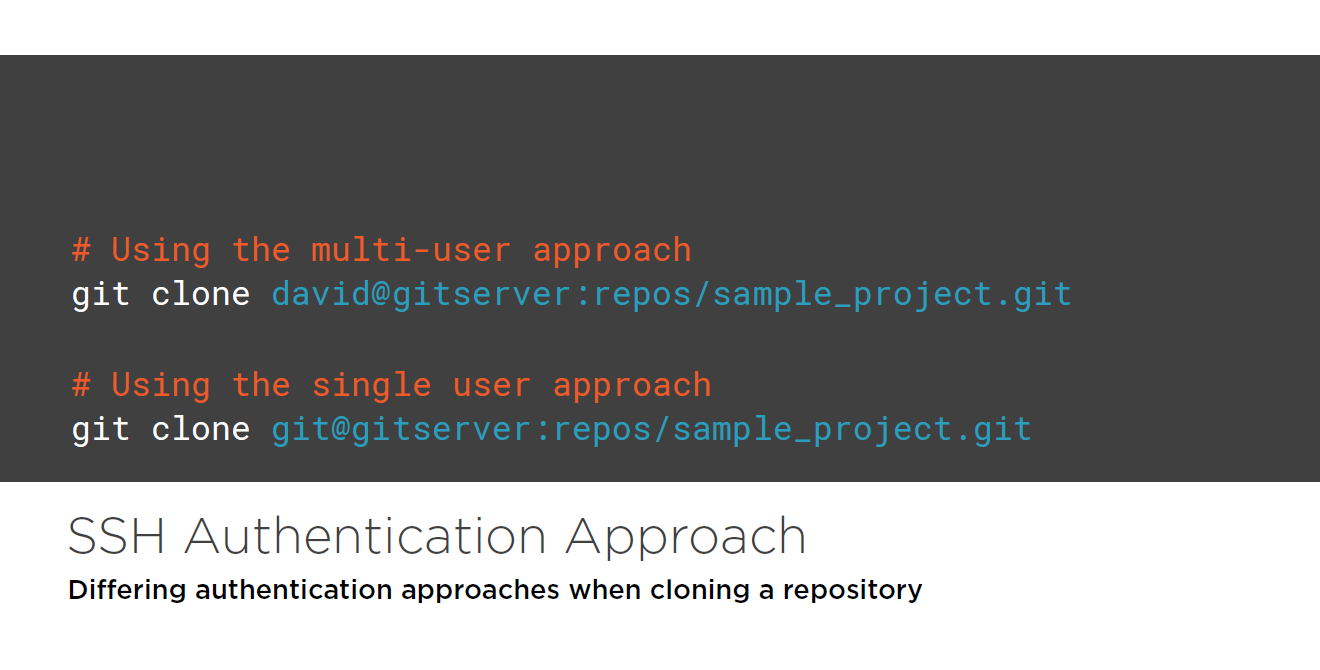 # Using the multi-user approach
git clone david@gitserver:repos/sample_project.git
# Using the single user approach
git clone git@gitserver:repos/sample_project.git
SSH Authentication Approach
Differing authentication approaches when cloning a repository